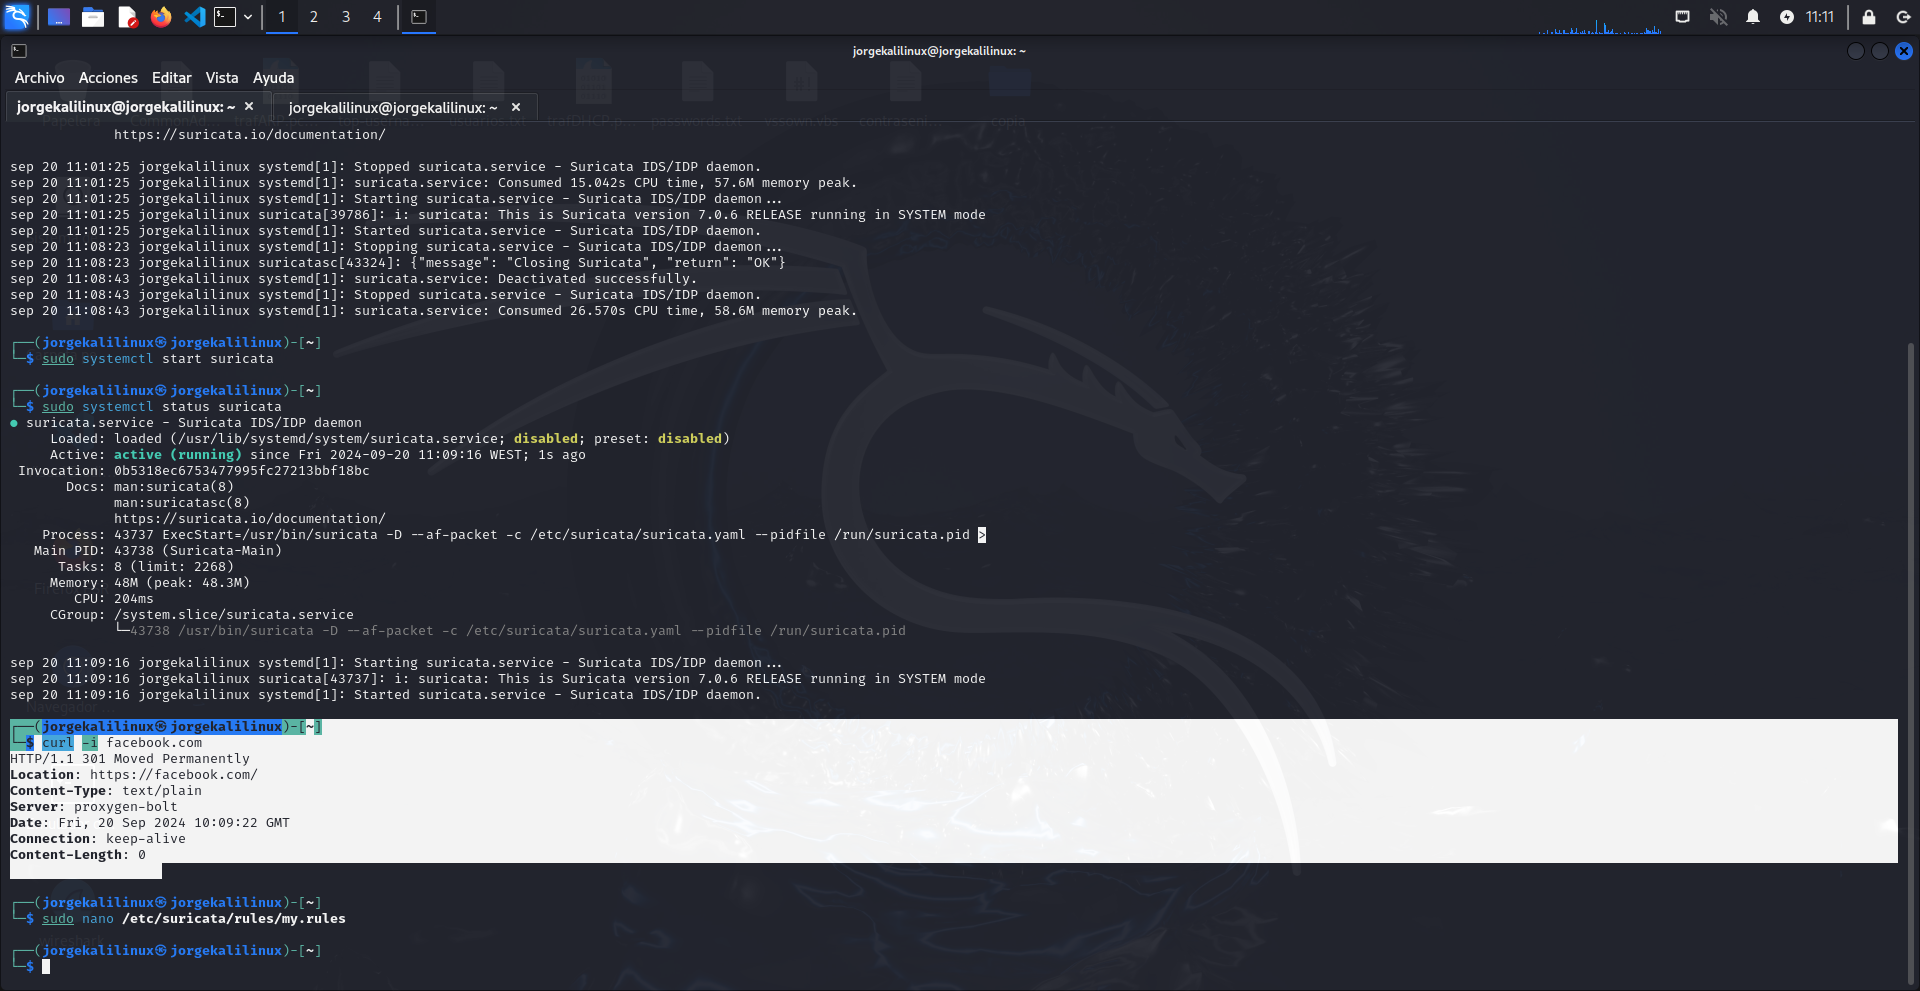 1 2 3 4 11:11
jorgekalilinux@jorgekalilinux: ~
Archivo Acciones Editar Vista Ayuda
jorgekalilinux@jorgekalilinux: ~ × jorgekalilinux@jorgekalilinux: ~ ×
https://suricata.io/documentation/
sep 20 11:01:25 jorgekalilinux systemd[1]: Stopped suricata.service - Suricata IDS/IDP daemon.
sep 20 11:01:25 jorgekalilinux systemd[1]: suricata.service: Consumed 15.042s CPU time, 57.6M memory peak.
sep 20 11:01:25 jorgekalilinux systemd[1]: Starting suricata.service - Suricata IDS/IDP daemon...
sep 20 11:01:25 jorgekalilinux suricata[39786]: i: suricata: This is Suricata version 7.0.6 RELEASE running in SYSTEM mode
sep 20 11:01:25 jorgekalilinux systemd[1]: Started suricata.service - Suricata IDS/IDP daemon.
sep 20 11:08:23 jorgekalilinux systemd[1]: Stopping suricata.service - Suricata IDS/IDP daemon...
sep 20 11:08:23 jorgekalilinux suricatasc[43324]: {"message": "Closing Suricata", "return": "OK"}
sep 20 11:08:43 jorgekalilinux systemd[1]: suricata.service: Deactivated successfully.
sep 20 11:08:43 jorgekalilinux systemd[1]: Stopped suricata.service - Suricata IDS/IDP daemon.
sep 20 11:08:43 jorgekalilinux systemd[1]: suricata.service: Consumed 26.570s CPU time, 58.6M memory peak.
┌──(jorgekalilinux㉿jorgekalilinux)-[~]
└─$ sudo systemctl start suricata
┌──(jorgekalilinux㉿jorgekalilinux)-[~]
└─$ sudo systemctl status suricata
● suricata.service - Suricata IDS/IDP daemon
Loaded: loaded (/usr/lib/systemd/system/suricata.service; disabled; preset: disabled)
Active: active (running) since Fri 2024-09-20 11:09:16 WEST; 1s ago
Invocation: 0b5318ec6753477995fc27213bbf18bc
Docs: man:suricata(8)
man:suricatasc(8)
https://suricata.io/documentation/
Process: 43737 ExecStart=/usr/bin/suricata -D --af-packet -c /etc/suricata/suricata.yaml --pidfile /run/suricata.pid >
Main PID: 43738 (Suricata-Main)
Tasks: 8 (limit: 2268)
Memory: 48M (peak: 48.3M)
CPU: 204ms
CGroup: /system.slice/suricata.service
└─43738 /usr/bin/suricata -D --af-packet -c /etc/suricata/suricata.yaml --pidfile /run/suricata.pid
sep 20 11:09:16 jorgekalilinux systemd[1]: Starting suricata.service - Suricata IDS/IDP daemon...
sep 20 11:09:16 jorgekalilinux suricata[43737]: i: suricata: This is Suricata version 7.0.6 RELEASE running in SYSTEM mode
sep 20 11:09:16 jorgekalilinux systemd[1]: Started suricata.service - Suricata IDS/IDP daemon.
┌──(jorgekalilinux㉿jorgekalilinux)-[~]
└─$ curl -i facebook.com
HTTP/1.1 301 Moved Permanently
Location: https://facebook.com/
Content-Type: text/plain
Server: proxygen-bolt
Date: Fri, 20 Sep 2024 10:09:22 GMT
Connection: keep-alive
Content-Length: 0
┌──(jorgekalilinux㉿jorgekalilinux)-[~]
└─$ sudo nano /etc/suricata/rules/my.rules
┌──(jorgekalilinux㉿jorgekalilinux)-[~]
└─$